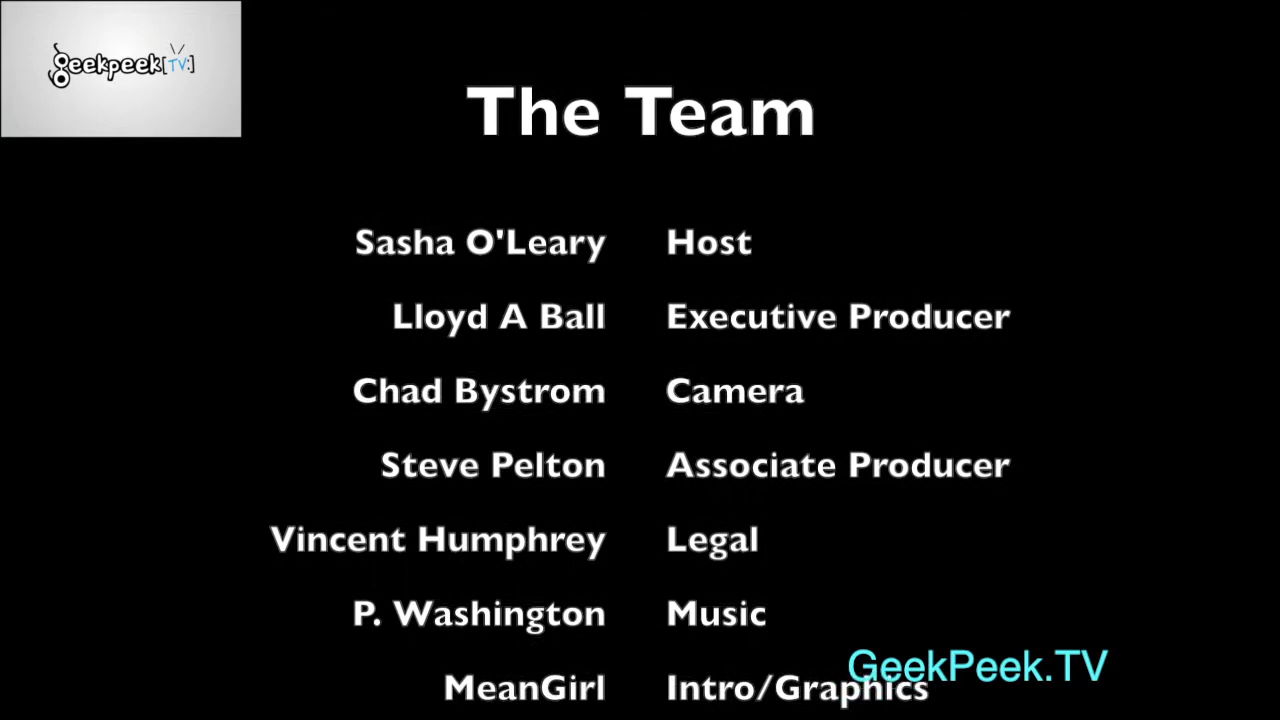 geekpeek[TV:]
The Team
Sasha O'Leary Host
Lloyd A Ball Executive Producer
Chad Bystrom Camera
Steve Pelton Associate Producer
Vincent Humphrey Legal
P. Washington Music
GeekPeek.TV
MeanGirl Intro/Graphics